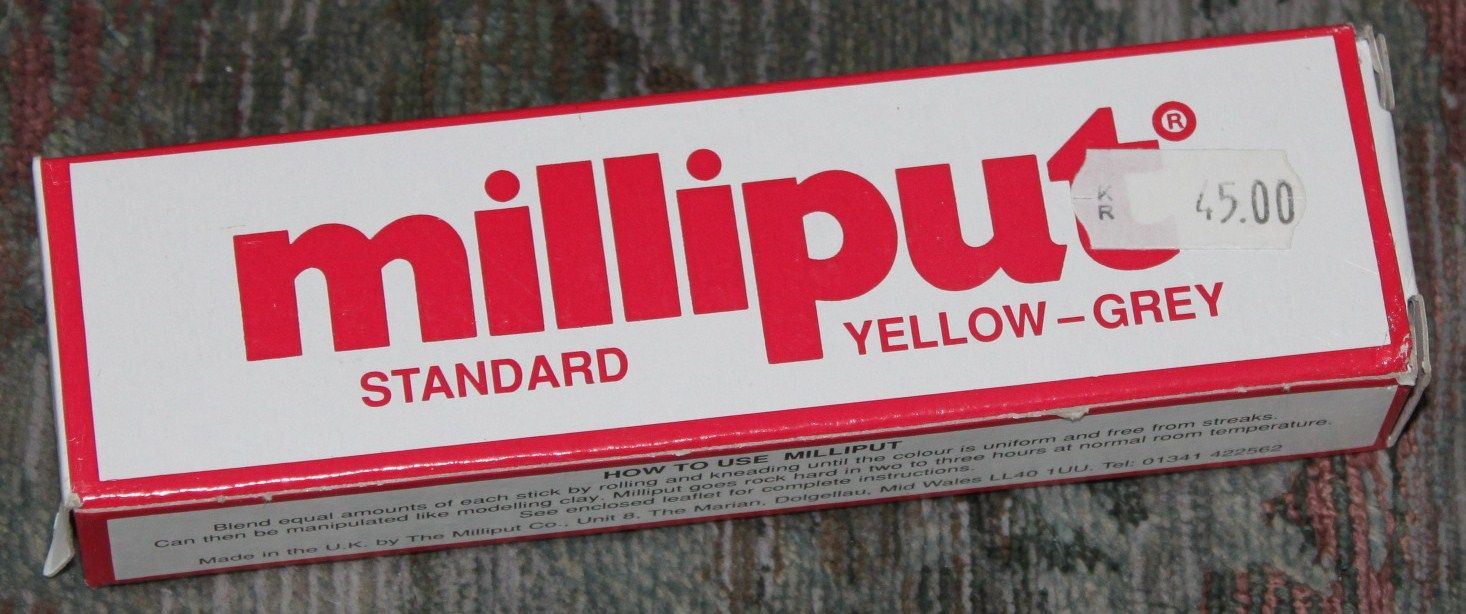 milliput®
KR 45.00
STANDARD
YELLOW – GREY
HOW TO USE MILLIPUT
Blend equal amounts of each stick by rolling and kneading until the colour is uniform and free from streaks.
Can then be manipulated like modelling clay. Milliput goes rock hard in two to three hours at normal room temperature.
See enclosed leaflet for complete instructions.
Made in the U.K. by The Milliput Co., Unit 8, The Marian, Dolgellau, Mid Wales LL40 1UU. Tel: 01341 422562